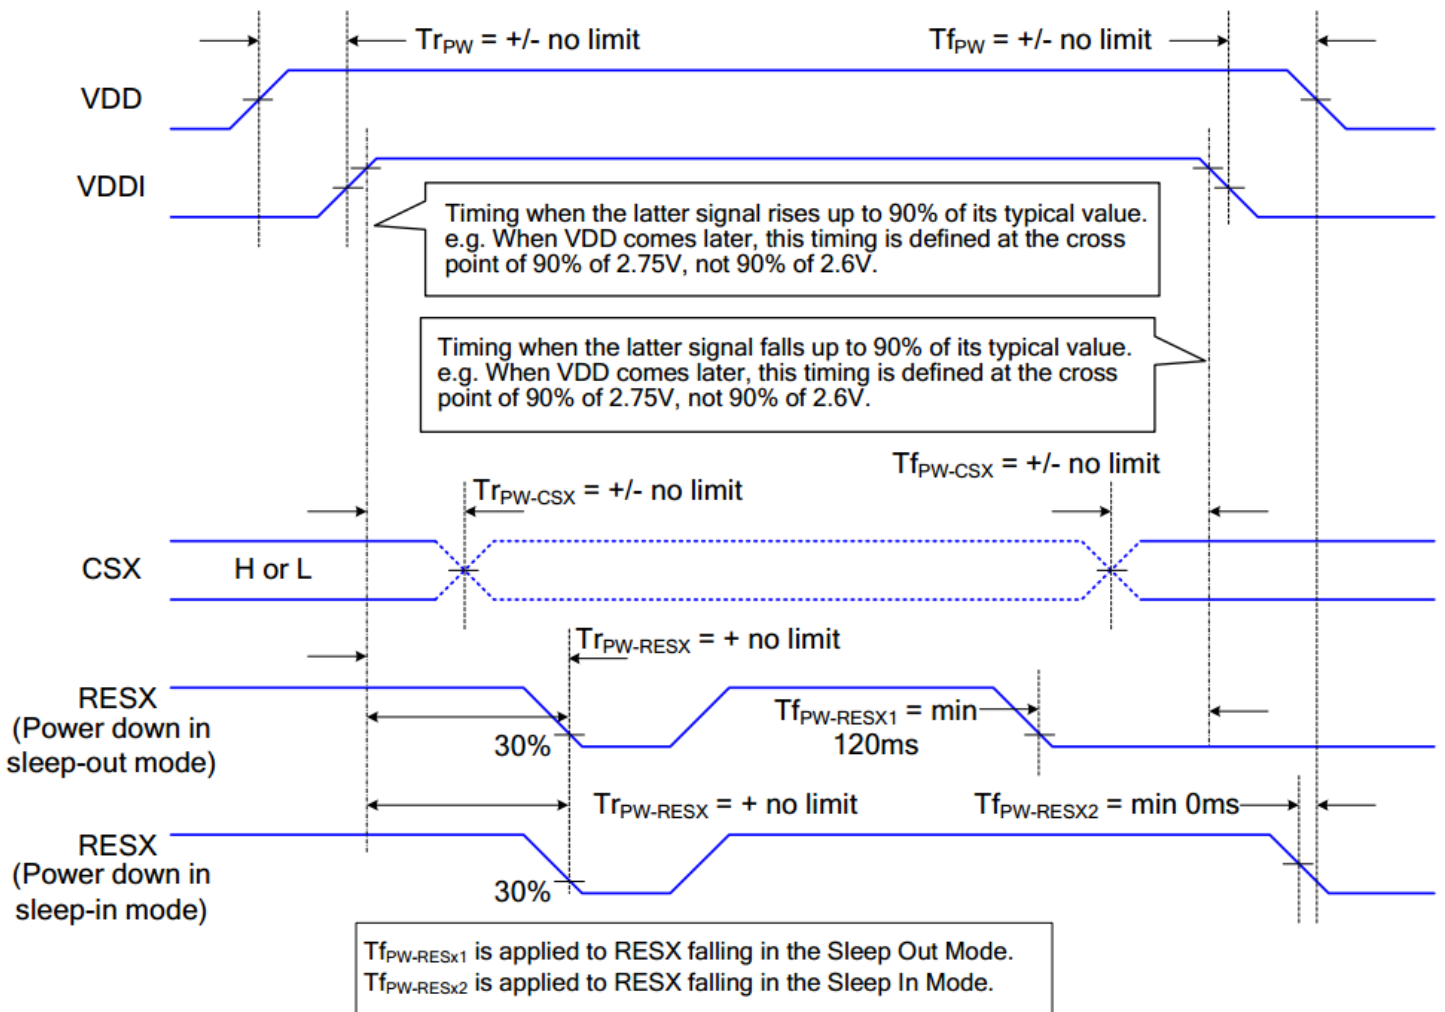 TrPW = +/- no limit
TfPW = +/- no limit
VDD
VDDI
Timing when the latter signal rises up to 90% of its typical value.
e.g. When VDD comes later, this timing is defined at the cross
point of 90% of 2.75V, not 90% of 2.6V.
Timing when the latter signal falls up to 90% of its typical value.
e.g. When VDD comes later, this timing is defined at the cross
point of 90% of 2.75V, not 90% of 2.6V.
TfPW-CSX = +/- no limit
TrPW-CSX = +/- no limit
CSX
H or L
TrPW-RESX = + no limit
RESX
(Power down in
sleep-out mode)
30%
TfPW-RESX1 = min
120ms
TrPW-RESX = + no limit
TfPW-RESX2 = min 0ms
RESX
(Power down in
sleep-in mode)
30%
TfPW-RESx1 is applied to RESX falling in the Sleep Out Mode.
TfPW-RESx2 is applied to RESX falling in the Sleep In Mode.